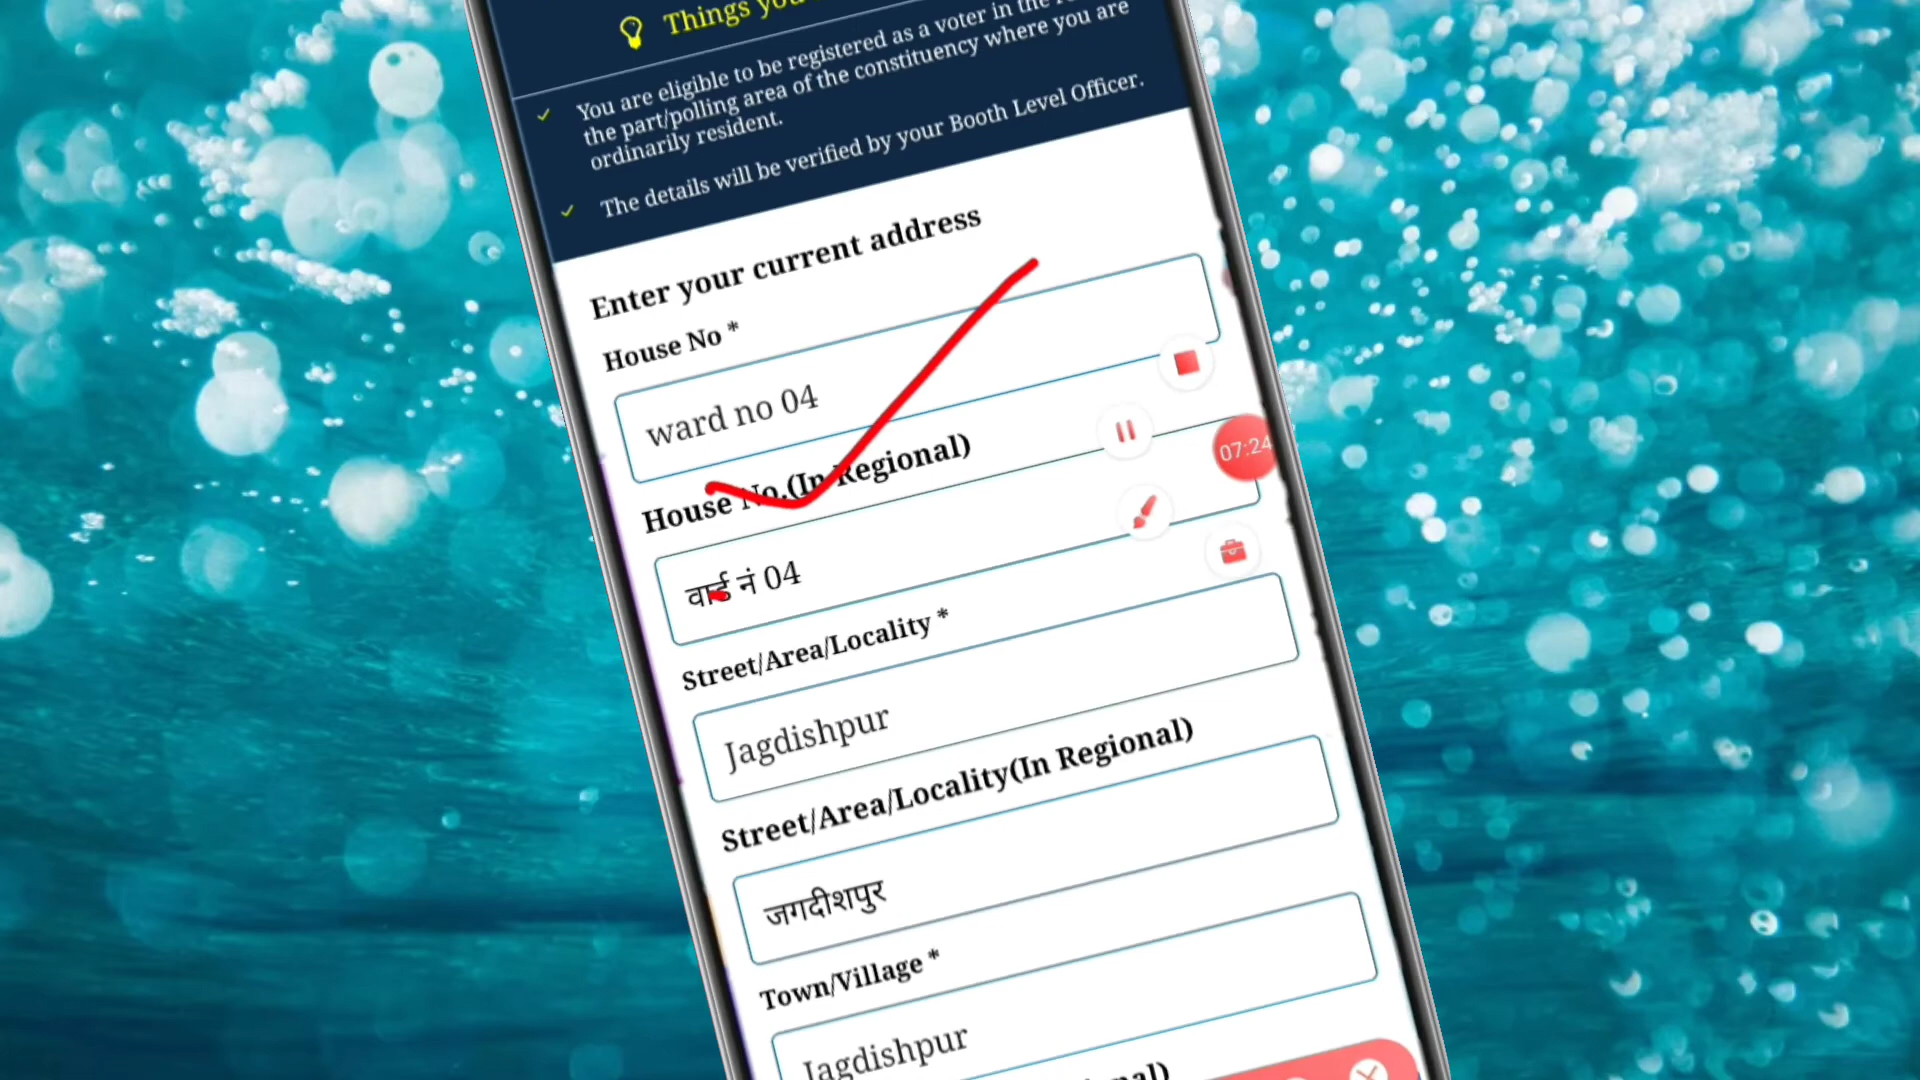 Things you
You are eligible to be registered as a voter in the
the part/polling area of the constituency where you are
ordinarily resident.
The details will be verified by your Booth Level Officer.
Enter your current address
House No *
ward no 04
House No.(In Regional)
07:24
वार्ड नं 04
Street/Area/Locality *
Jagdishpur
Street/Area/Locality(In Regional)
जगदीशपुर
Town/Village *
Jagdishpur